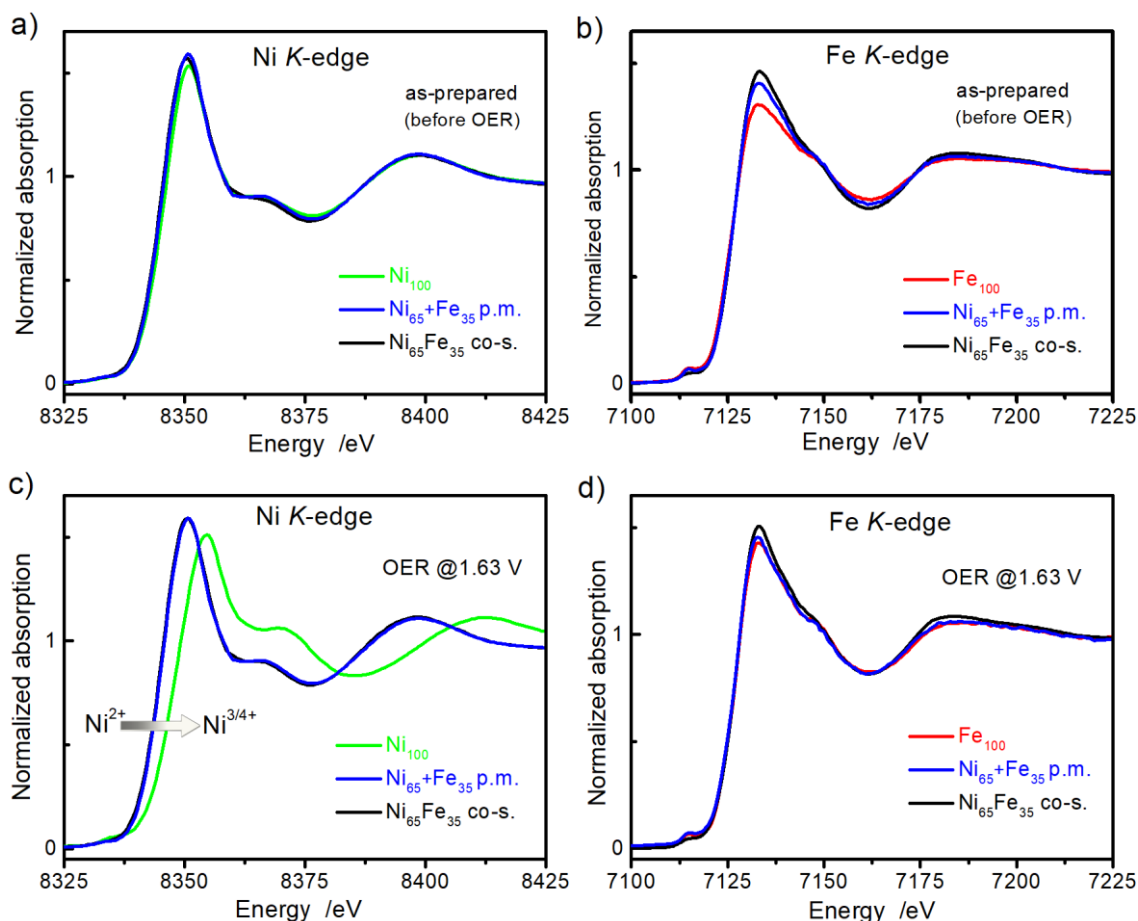 a)
Ni K-edge
as-prepared
(before OER)
Normalized absorption
1
0
Ni₁₀₀
Ni₆₅+Fe₃₅ p.m.
Ni₆₅Fe₃₅ co-s.
8325 8350 8375 8400 8425
Energy /eV
b)
Fe K-edge
as-prepared
(before OER)
Normalized absorption
1
0
Fe₁₀₀
Ni₆₅+Fe₃₅ p.m.
Ni₆₅Fe₃₅ co-s.
7100 7125 7150 7175 7200 7225
Energy /eV
c)
Ni K-edge
OER @1.63 V
Normalized absorption
1
0
Ni²⁺ Ni³/⁴⁺
Ni₁₀₀
Ni₆₅+Fe₃₅ p.m.
Ni₆₅Fe₃₅ co-s.
8325 8350 8375 8400 8425
Energy /eV
d)
Fe K-edge
OER @1.63 V
Normalized absorption
1
0
Fe₁₀₀
Ni₆₅+Fe₃₅ p.m.
Ni₆₅Fe₃₅ co-s.
7100 7125 7150 7175 7200 7225
Energy /eV